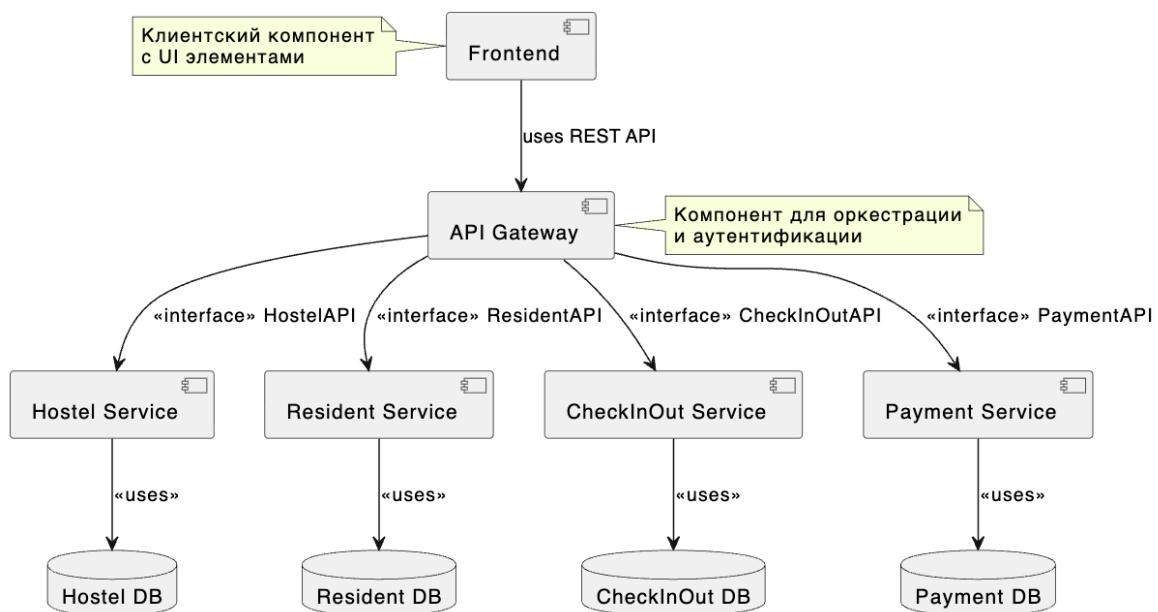 Клиентский компонент
с UI элементами
Frontend
uses REST API
API Gateway
Компонент для оркестрации
и аутентификации
«interface» HostelAPI
«interface» ResidentAPI
«interface» CheckInOutAPI
«interface» PaymentAPI
Hostel Service
Resident Service
CheckInOut Service
Payment Service
«uses»
«uses»
«uses»
«uses»
Hostel DB
Resident DB
CheckInOut DB
Payment DB